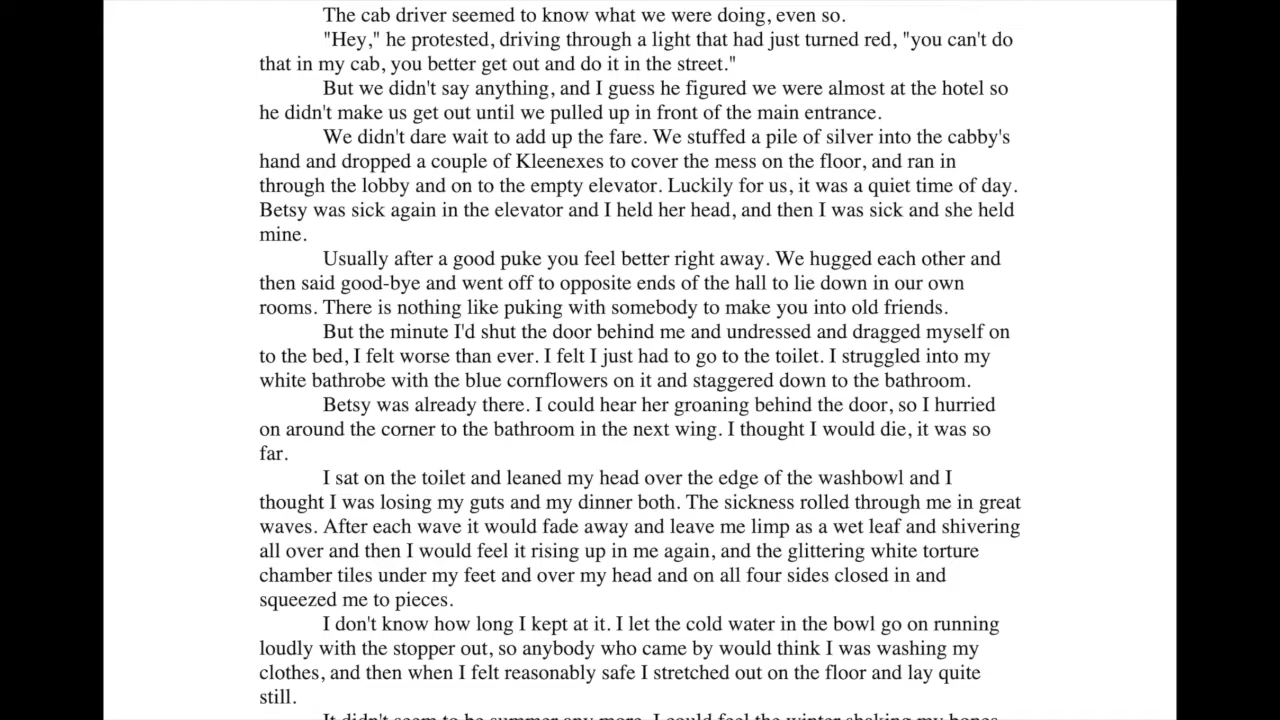 The cab driver seemed to know what we were doing, even so.
"Hey," he protested, driving through a light that had just turned red, "you can't do
that in my cab, you better get out and do it in the street."
But we didn't say anything, and I guess he figured we were almost at the hotel so
he didn't make us get out until we pulled up in front of the main entrance.
We didn't dare wait to add up the fare. We stuffed a pile of silver into the cabby's
hand and dropped a couple of Kleenexes to cover the mess on the floor, and ran in
through the lobby and on to the empty elevator. Luckily for us, it was a quiet time of day.
Betsy was sick again in the elevator and I held her head, and then I was sick and she held
mine.
Usually after a good puke you feel better right away. We hugged each other and
then said good-bye and went off to opposite ends of the hall to lie down in our own
rooms. There is nothing like puking with somebody to make you into old friends.
But the minute I'd shut the door behind me and undressed and dragged myself on
to the bed, I felt worse than ever. I felt I just had to go to the toilet. I struggled into my
white bathrobe with the blue cornflowers on it and staggered down to the bathroom.
Betsy was already there. I could hear her groaning behind the door, so I hurried
on around the corner to the bathroom in the next wing. I thought I would die, it was so
far.
I sat on the toilet and leaned my head over the edge of the washbowl and I
thought I was losing my guts and my dinner both. The sickness rolled through me in great
waves. After each wave it would fade away and leave me limp as a wet leaf and shivering
all over and then I would feel it rising up in me again, and the glittering white torture
chamber tiles under my feet and over my head and on all four sides closed in and
squeezed me to pieces.
I don't know how long I kept at it. I let the cold water in the bowl go on running
loudly with the stopper out, so anybody who came by would think I was washing my
clothes, and then when I felt reasonably safe I stretched out on the floor and lay quite
still.
It didn't seem to be summer any more. I could feel the winter shaking my bones